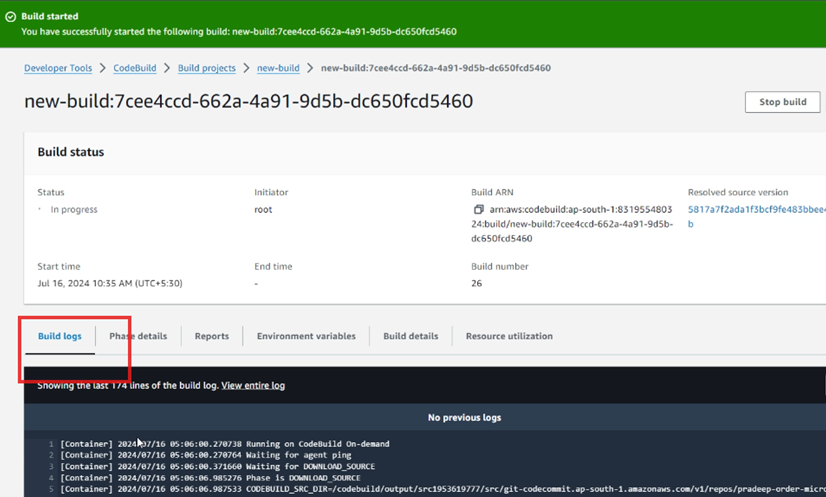 Build started
You have successfully started the following build: new-build:7cee4ccd-662a-4a91-9d5b-dc650fcd5460
Developer Tools > CodeBuild > Build projects > new-build > new-build:7cee4ccd-662a-4a91-9d5b-dc650fcd5460
new-build:7cee4ccd-662a-4a91-9d5b-dc650fcd5460
Stop build
Build status
Status
In progress
Initiator
root
Build ARN
arn:aws:codebuild:ap-south-1:8319554803
24:build/new-build:7cee4ccd-662a-4a91-9d5b-
dc650fcd5460
Resolved source version
5817a7f2ada1f3bcf9fe483bbee4
b
Start time
Jul 16, 2024 10:35 AM (UTC+5:30)
End time
-
Build number
26
Build logs Phase details Reports Environment variables Build details Resource utilization
Showing the last 174 lines of the build log. View entire log
No previous logs
1 [Container] 2024/07/16 05:06:00.270738 Running on CodeBuild On-demand
2 [Container] 2024/07/16 05:06:00.270764 Waiting for agent ping
3 [Container] 2024/07/16 05:06:00.371660 Waiting for DOWNLOAD_SOURCE
4 [Container] 2024/07/16 05:06:06.985276 Phase is DOWNLOAD_SOURCE
5 [Container] 2024/07/16 05:06:06.987533 CODEBUILD_SRC_DIR=/codebuild/output/src1953619777/src/git-codecommit.ap-south-1.amazonaws.com/v1/repos/pradeep-order-micro